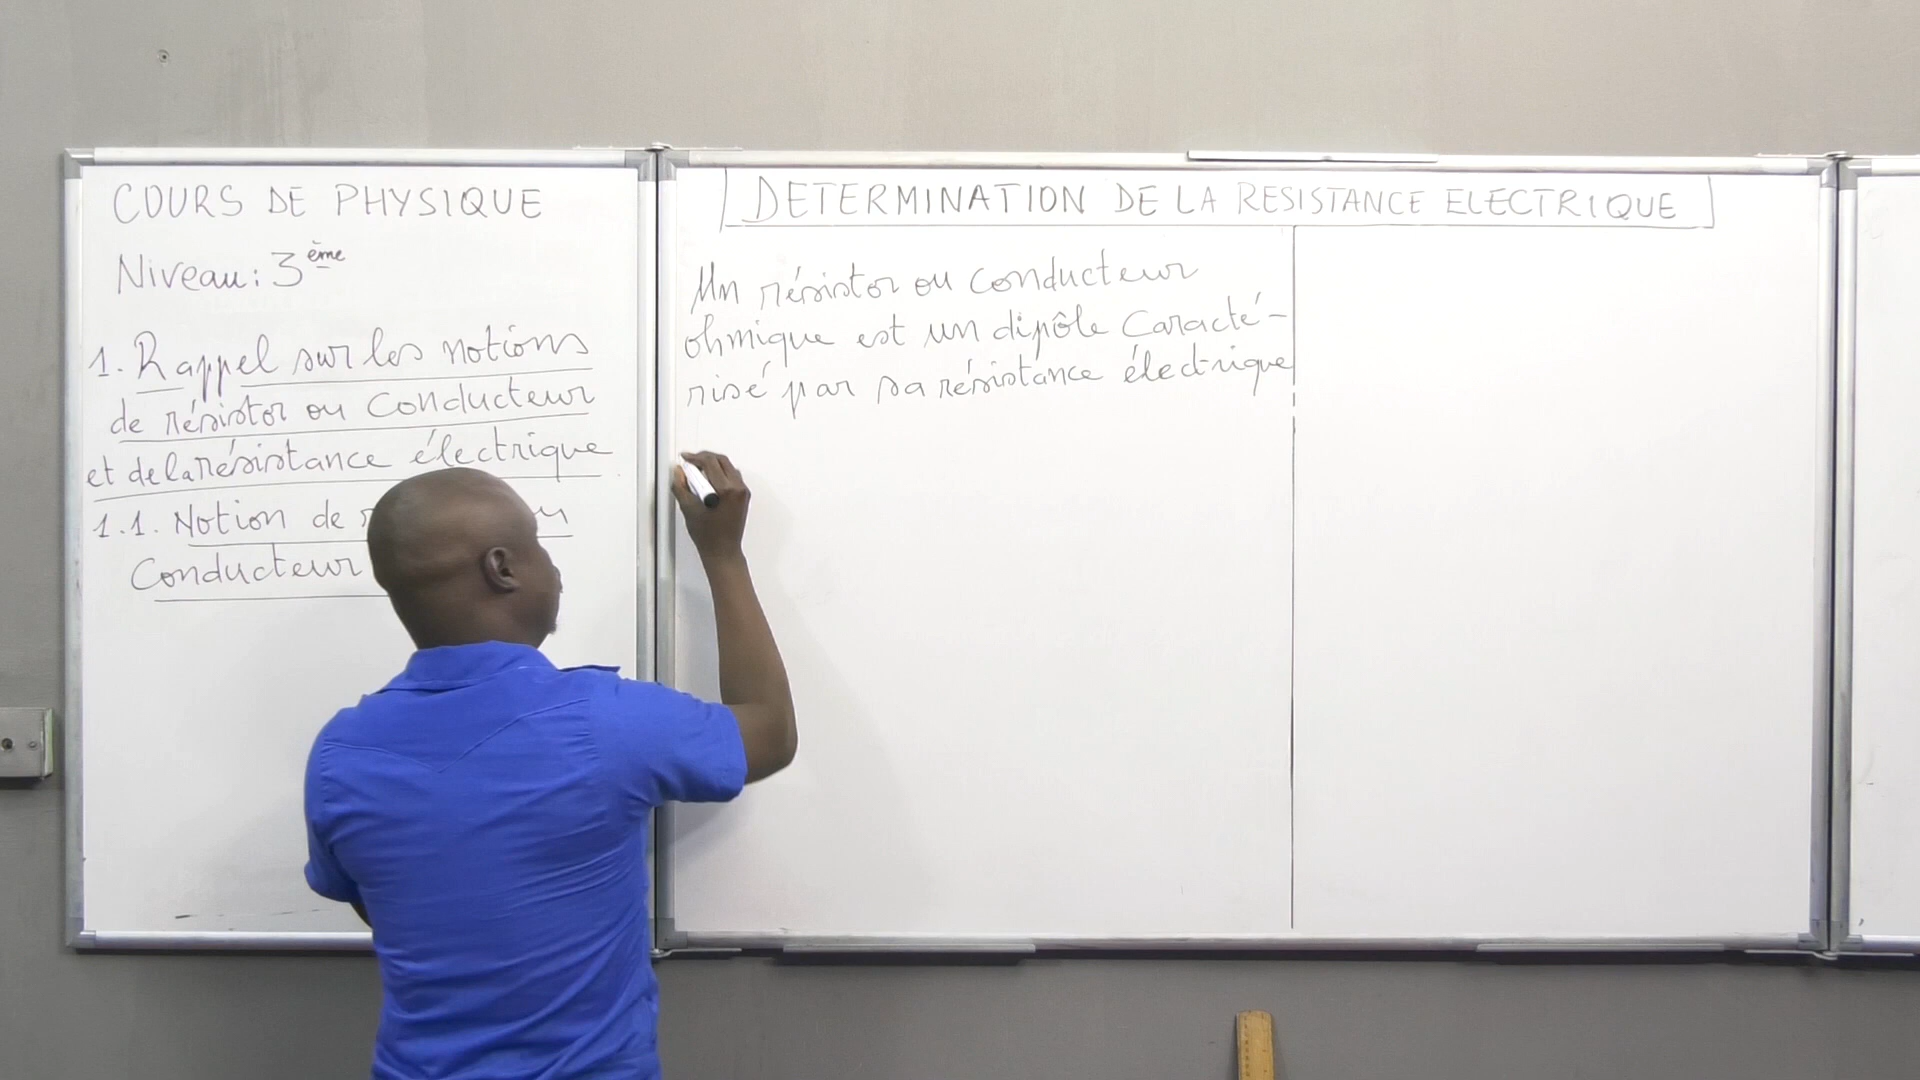 COURS DE PHYSIQUE
Niveau: 3ème
1. Rappel sur les notions
de résistor ou Conducteur
et de la résistance électrique
1.1. Notion de
Conducteur
DETERMINATION DE LA RESISTANCE ELECTRIQUE
Un résistor ou conducteur
ohmique est un dipôle Caracté-
risé par sa résistance électrique